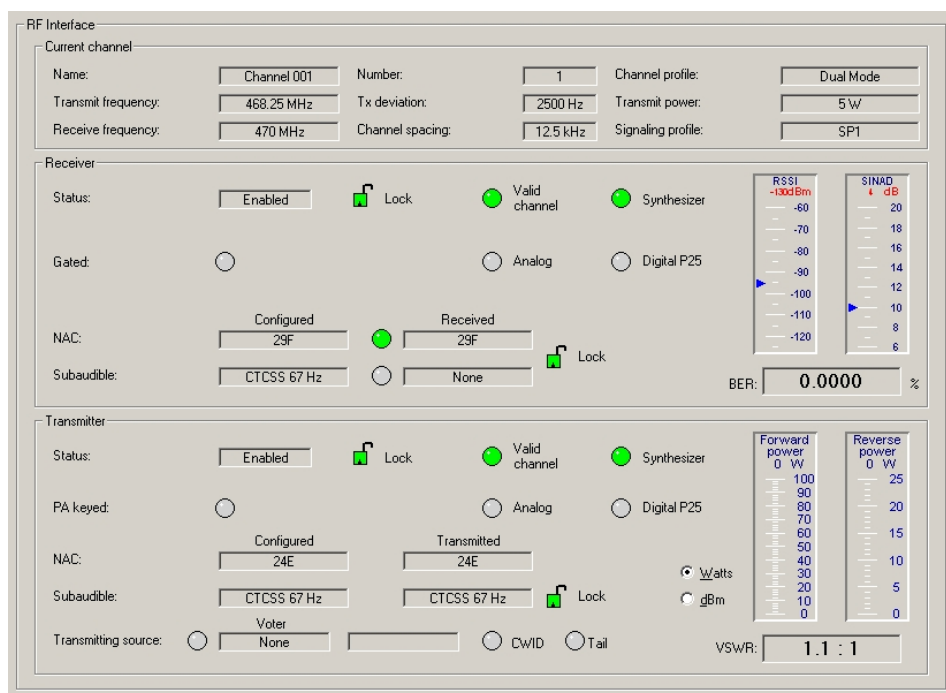 RF Interface
Current channel
Name: Channel 001 Number: 1 Channel profile: Dual Mode
Transmit frequency: 468.25 MHz Tx deviation: 2500 Hz Transmit power: 5 W
Receive frequency: 470 MHz Channel spacing: 12.5 kHz Signaling profile: SP1
Receiver
Status: Enabled Lock Valid channel Synthesizer
Gated: Analog Digital P25
Configured Received
NAC: 29F 29F
Lock
Subaudible: CTCSS 67 Hz None
RSSI
-130dBm
-60
-70
-80
-90
-100
-110
-120
SINAD
dB
20
18
16
14
12
10
8
6
BER: 0.0000 %
Transmitter
Status: Enabled Lock Valid channel Synthesizer
PA keyed: Analog Digital P25
Configured Transmitted
NAC: 24E 24E
Subaudible: CTCSS 67 Hz CTCSS 67 Hz Lock
Voter
Transmitting source: None CWID Tail
Watts
dBm
Forward
power
0 W
100
90
80
70
60
50
40
30
20
10
0
Reverse
power
0 W
25
20
15
10
5
0
VSWR: 1.1 : 1